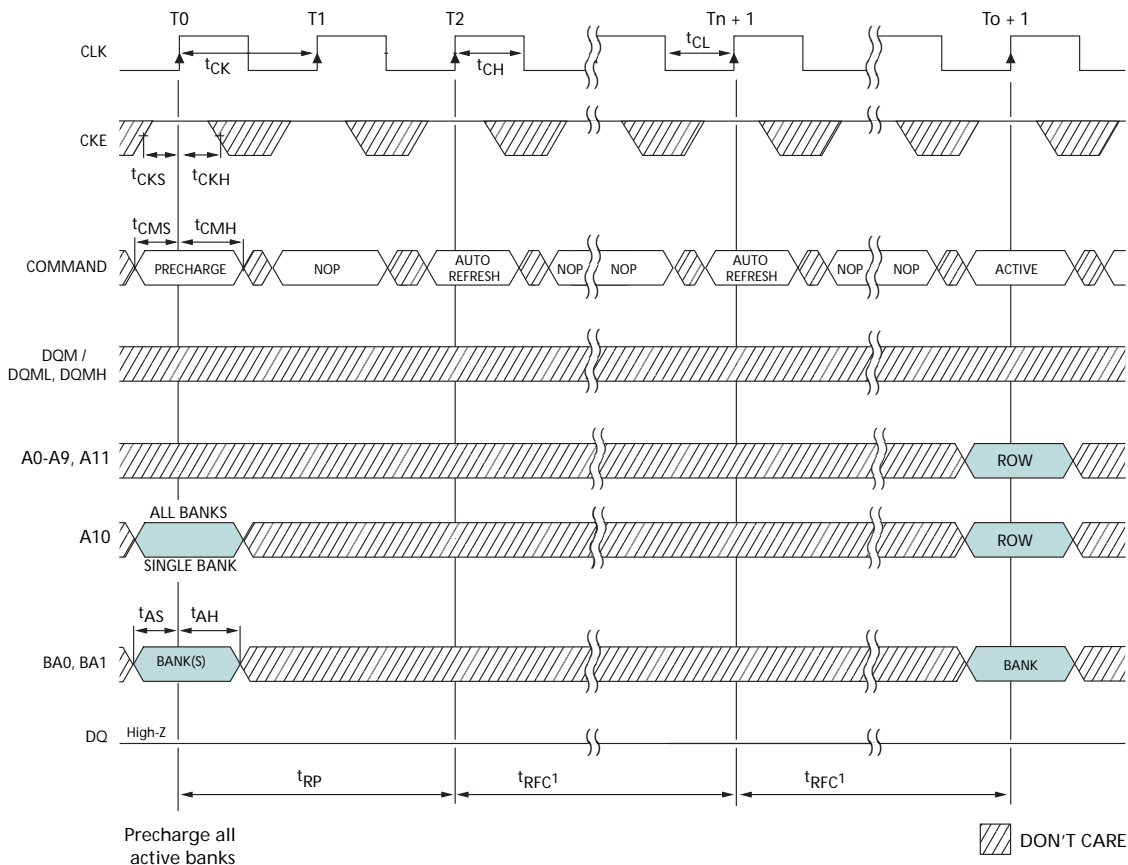 T0 T1 T2 Tn + 1 To + 1
CLK
tCK tCH tCL
CKE
tCKS tCKH
tCMS tCMH
COMMAND PRECHARGE NOP AUTO REFRESH NOP NOP AUTO REFRESH NOP NOP ACTIVE
DQM /
DQML, DQMH
A0-A9, A11 ROW
ALL BANKS
A10 ROW
SINGLE BANK
tAS tAH
BA0, BA1 BANK(S) BANK
DQ High-Z
tRP tRFC1 tRFC1
Precharge all
active banks
DON'T CARE